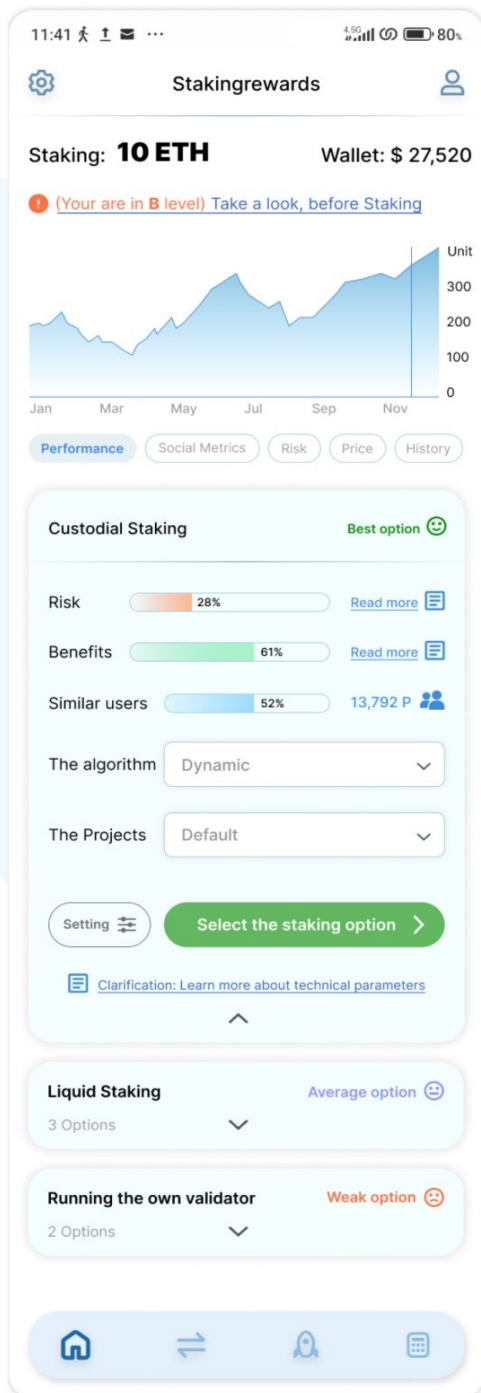 11:41 ... 4.5G 80%
Stakingrewards
Staking: 10 ETH Wallet: $ 27,520
(Your are in B level) Take a look, before Staking
Unit
300
200
100
0
Jan Mar May Jul Sep Nov
Performance Social Metrics Risk Price History
Custodial Staking Best option
Risk 28% Read more
Benefits 61% Read more
Similar users 52% 13,792 P
The algorithm Dynamic
The Projects Default
Setting Select the staking option
Clarification: Learn more about technical parameters
Liquid Staking Average option
3 Options
Running the own validator Weak option
2 Options